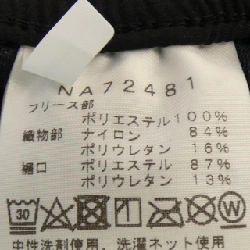 NA72481
フリース部
ポリエステル100%
織物部 ナイロン 84%
ポリウレタン 16%
裾口 ポリエステル 87%
ポリウレタン 13%
30
W
中性洗剤使用、洗濯ネット使用